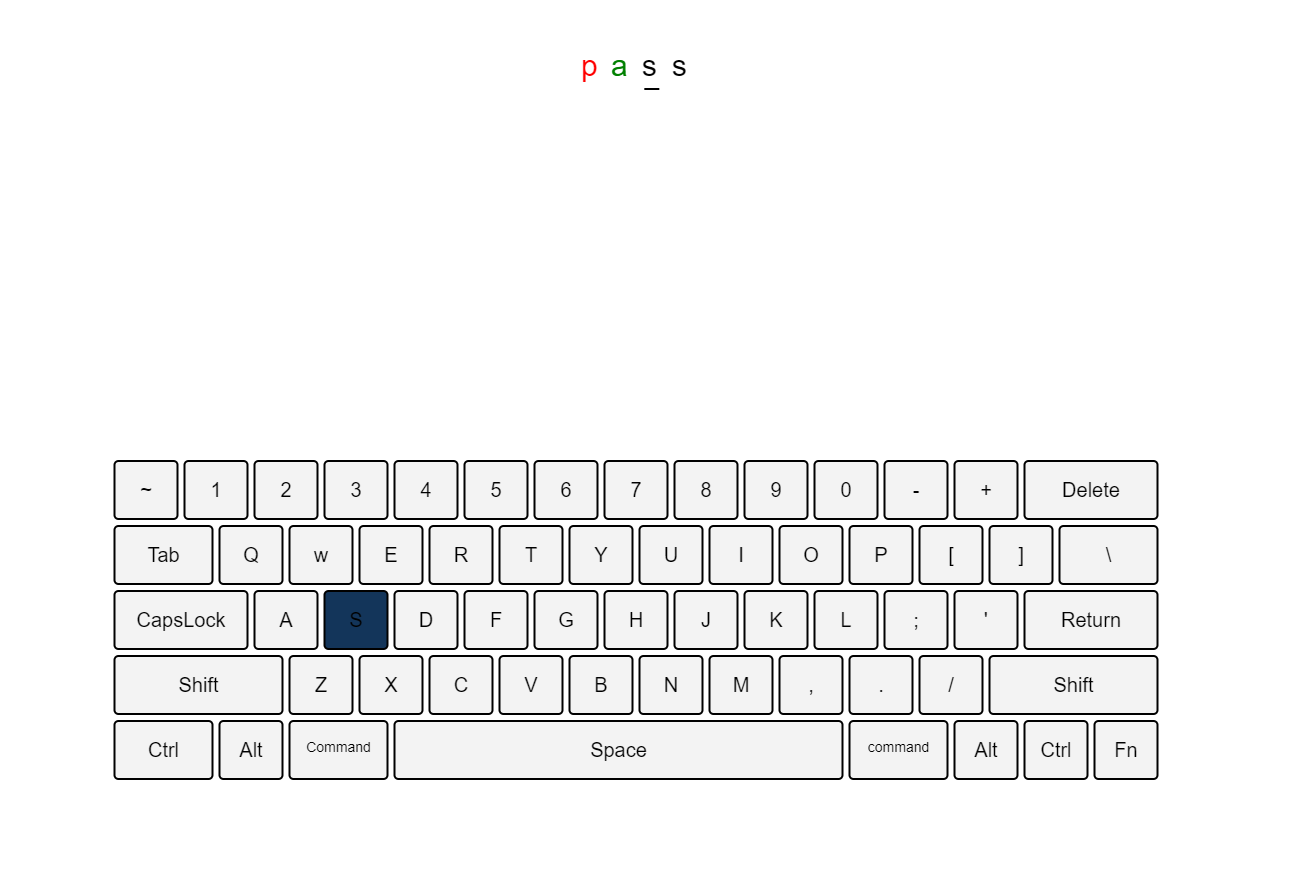 p a s s
~ 1 2 3 4 5 6 7 8 9 0 - + Delete
Tab Q w E R T Y U I O P [ ] \
CapsLock A S D F G H J K L ; ' Return
Shift Z X C V B N M , . / Shift
Ctrl Alt Command Space command Alt Ctrl Fn